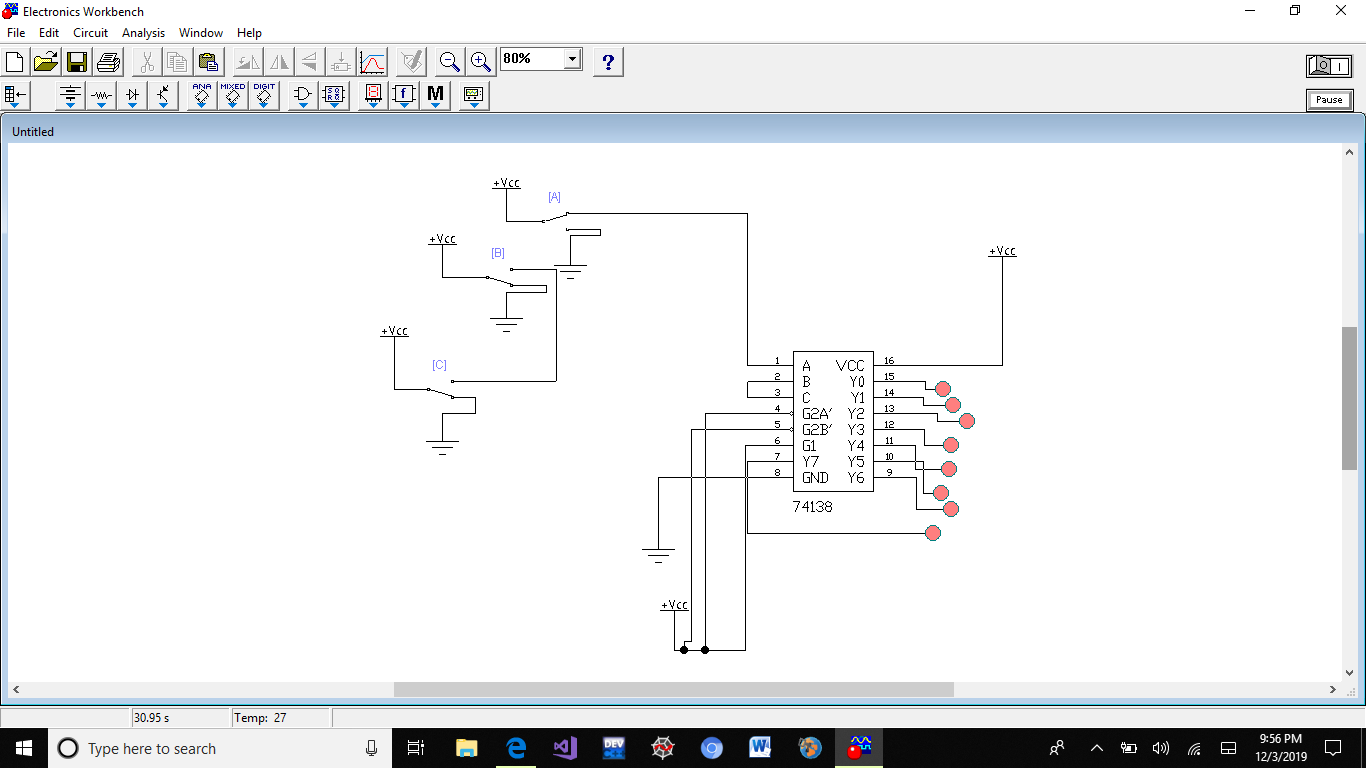 Electronics Workbench
File Edit Circuit Analysis Window Help
80% ?
ANA MIXED DIGIT
f M
Pause
Untitled
+Vcc
[A]
+Vcc
[B]
+Vcc
[C]
+Vcc
1 A VCC 16
2 B Y0 15
3 C Y1 14
4 G2A' Y2 13
5 G2B' Y3 12
6 G1 Y4 11
7 Y7 Y5 10
8 GND Y6 9
74138
+Vcc
30.95 s Temp: 27
Type here to search
DEV
W
9:56 PM
12/3/2019